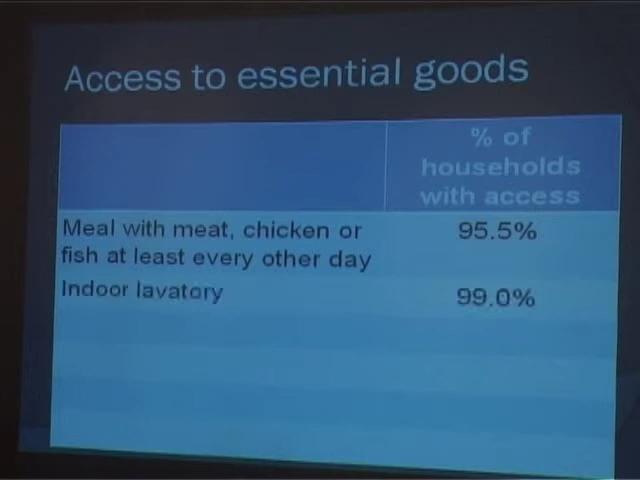 Access to essential goods
% of
households
with access
Meal with meat, chicken or
fish at least every other day
95.5%
Indoor lavatory
99.0%